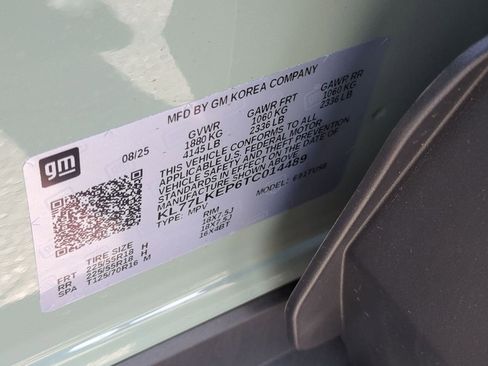 gm
08/25
MFD BY GM KOREA COMPANY
GVWR GAWR FRT GAWR RR
1880 KG 1060 KG 1060 KG
4145 LB 2336 LB 2336 LB
THIS VEHICLE CONFORMS TO ALL
APPLICABLE U.S. FEDERAL MOTOR
VEHICLE SAFETY AND THEFT PREVENTION
STANDARDS IN EFFECT ON THE DATE OF
MANUFACTURE SHOWN ABOVE.
KL77LKEP6TC014489
TYPE: MPV MODEL:
TIRE SIZE RIM
FRT 225/55R18 H 18X7.5J
RR 225/55R18 H 18X7.5J
SPA T125/70R16 M 16X4BT